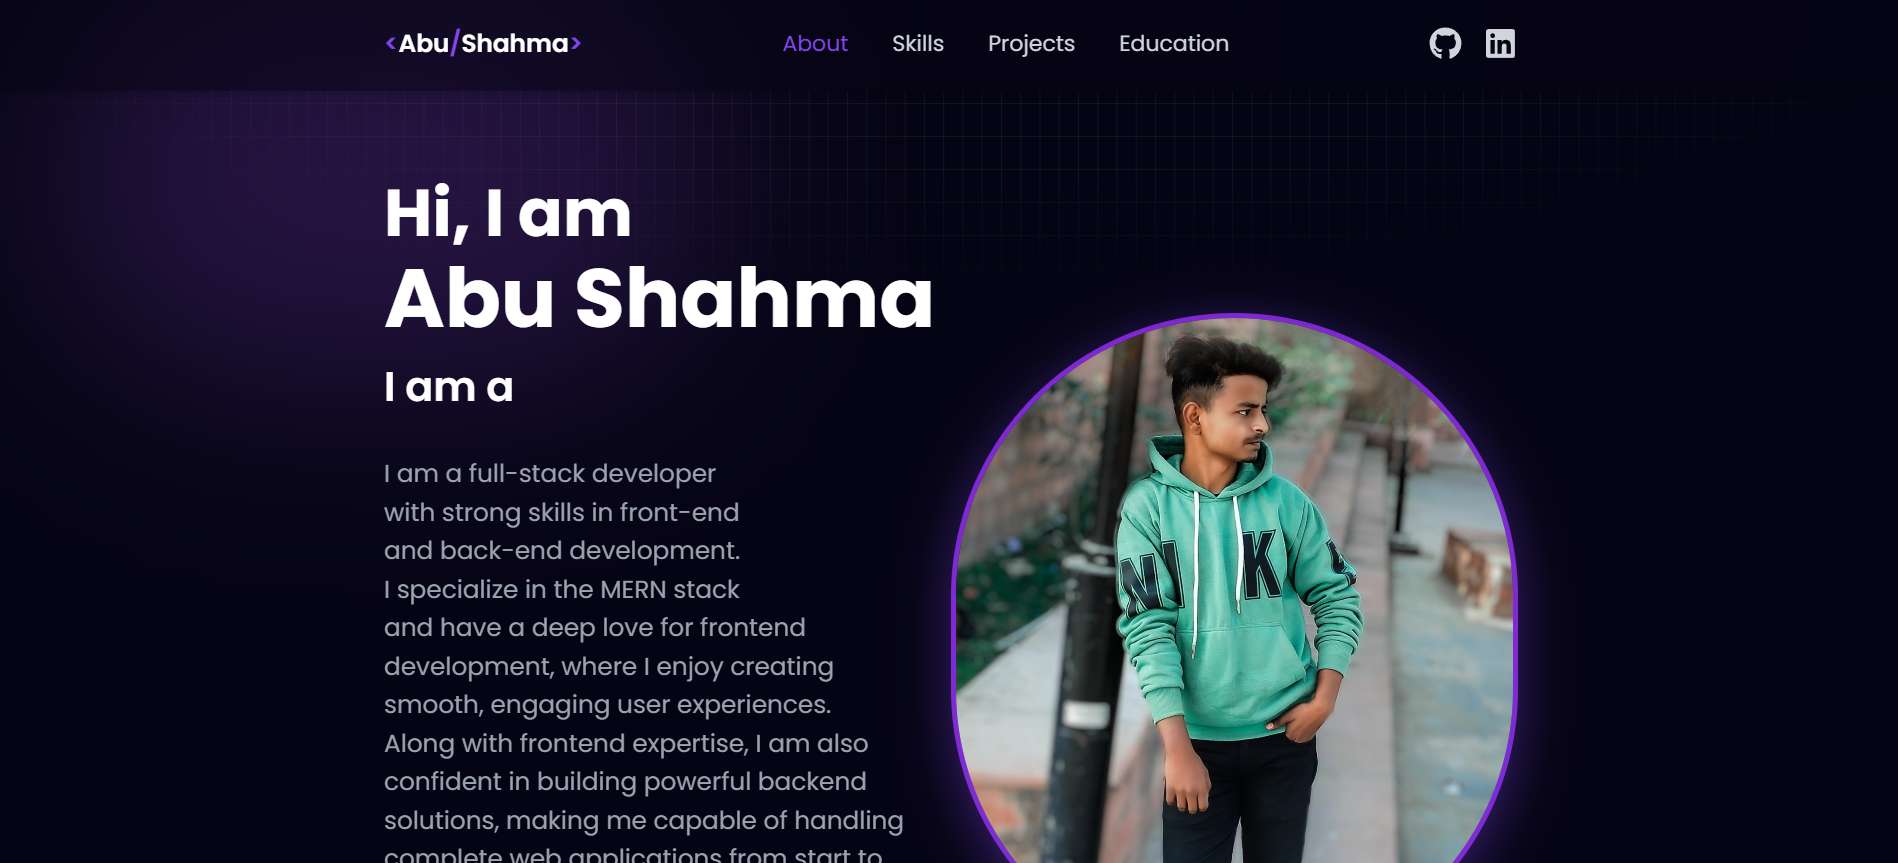 <Abu/Shahma>
About Skills Projects Education
Hi, I am
Abu Shahma
I am a
I am a full-stack developer
with strong skills in front-end
and back-end development.
I specialize in the MERN stack
and have a deep love for frontend
development, where I enjoy creating
smooth, engaging user experiences.
Along with frontend expertise, I am also
confident in building powerful backend
solutions, making me capable of handling
complete web applications from start to
NI K